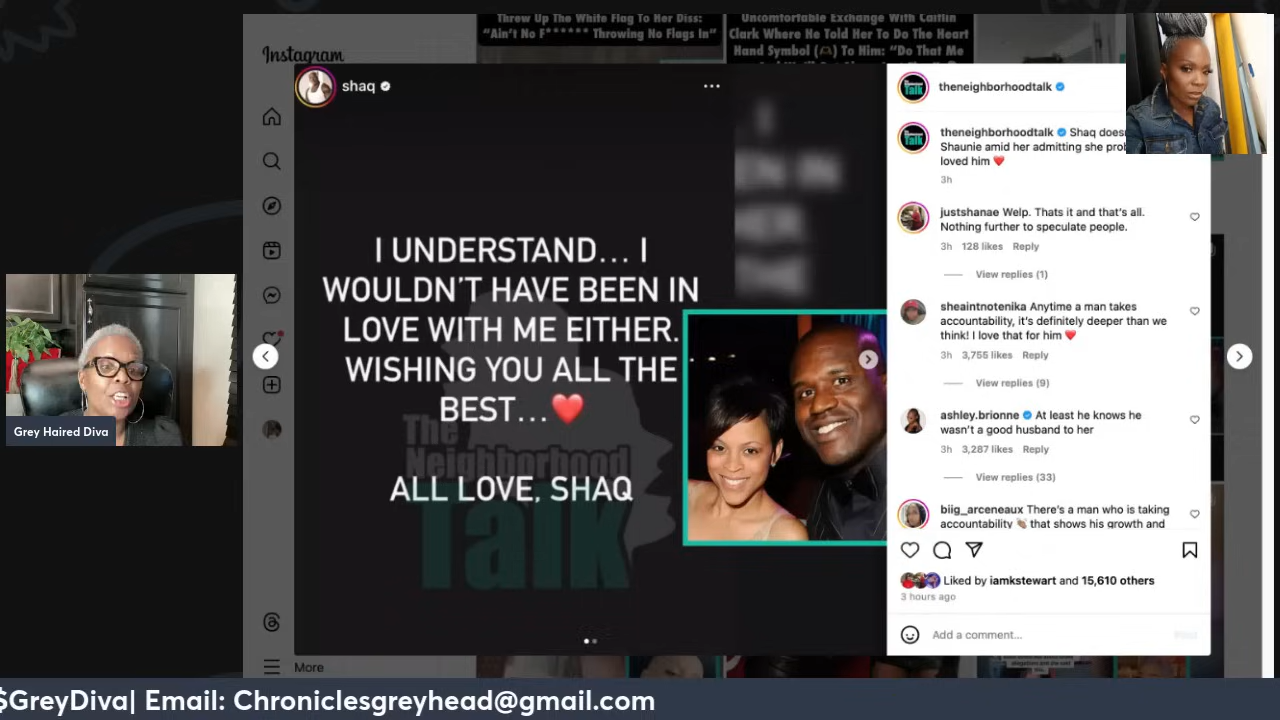 Threw Up The White Flag To Her Diss:
“Ain't No F****** Throwing No Flags In”
Uncomfortable Exchange With Caitlin
Clark Where He Told Her To Do The Heart
Hand Symbol (🫶🏾) To Him: “Do That Me
Instagram
shaq
I UNDERSTAND... I
WOULDN'T HAVE BEEN IN
LOVE WITH ME EITHER.
WISHING YOU ALL THE
BEST...❤️
ALL LOVE, SHAQ
The
Neighborhood
Talk
EN IN
HER
THE
theneighborhoodtalk
theneighborhoodtalk Shaq does
Shaunie amid her admitting she prob
loved him ❤️
3h
justshanae Welp. Thats it and that's all.
Nothing further to speculate people.
3h 128 likes Reply
View replies (1)
sheaintnotenika Anytime a man takes
accountability, it's definitely deeper than we
think! I love that for him ❤️
3h 3,755 likes Reply
View replies (9)
ashley.brionne At least he knows he
wasn't a good husband to her
3h 3,287 likes Reply
View replies (33)
biig_arceneaux There's a man who is taking
accountability 👏🏽 that shows his growth and
Liked by iamkstewart and 15,610 others
3 hours ago
Add a comment...
Post
More
Grey Haired Diva
$GreyDiva| Email: Chroniclesgreyhead@gmail.com